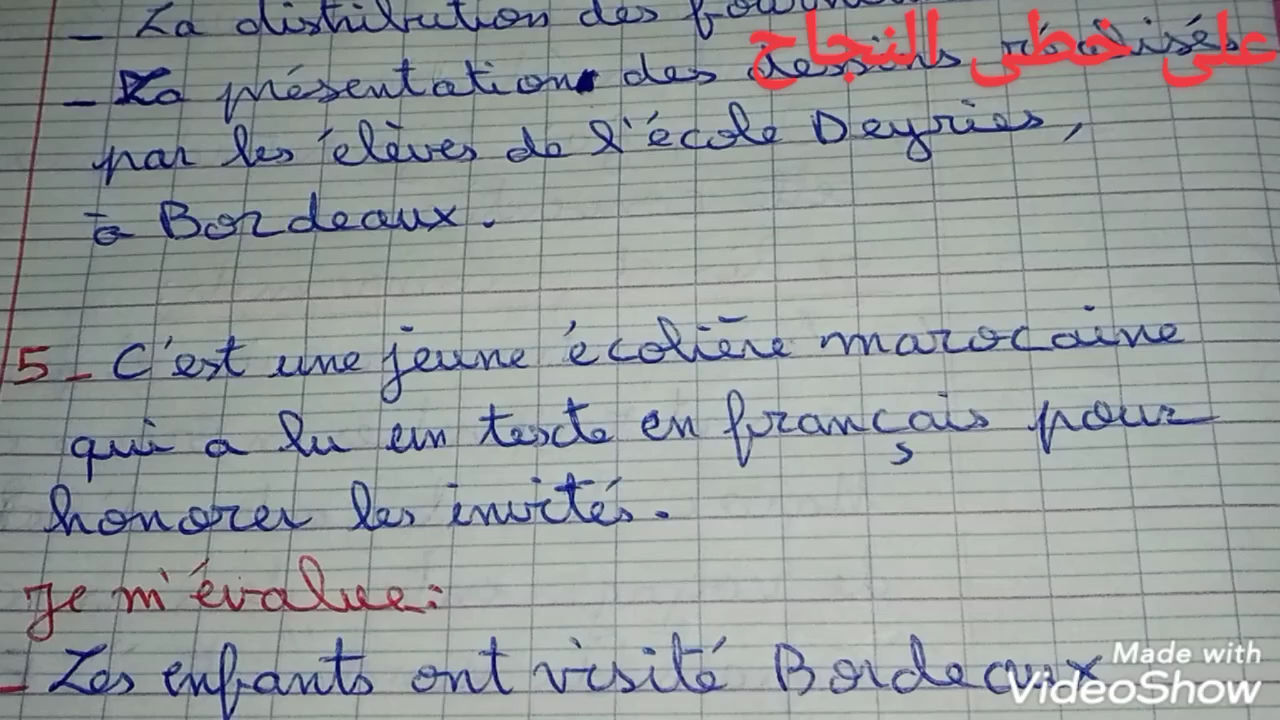 - La distribution des
- La présentation des dessins réalisés
par les élèves de l'école Deyries,
à Bordeaux.
على خطى النجاح
5 - C'est une jeune écolière marocaine
qui a lu un texte en français pour
honorer les invités.
Je m'évalue:
- Les enfants ont visité Bordeaux
Made with
VideoShow